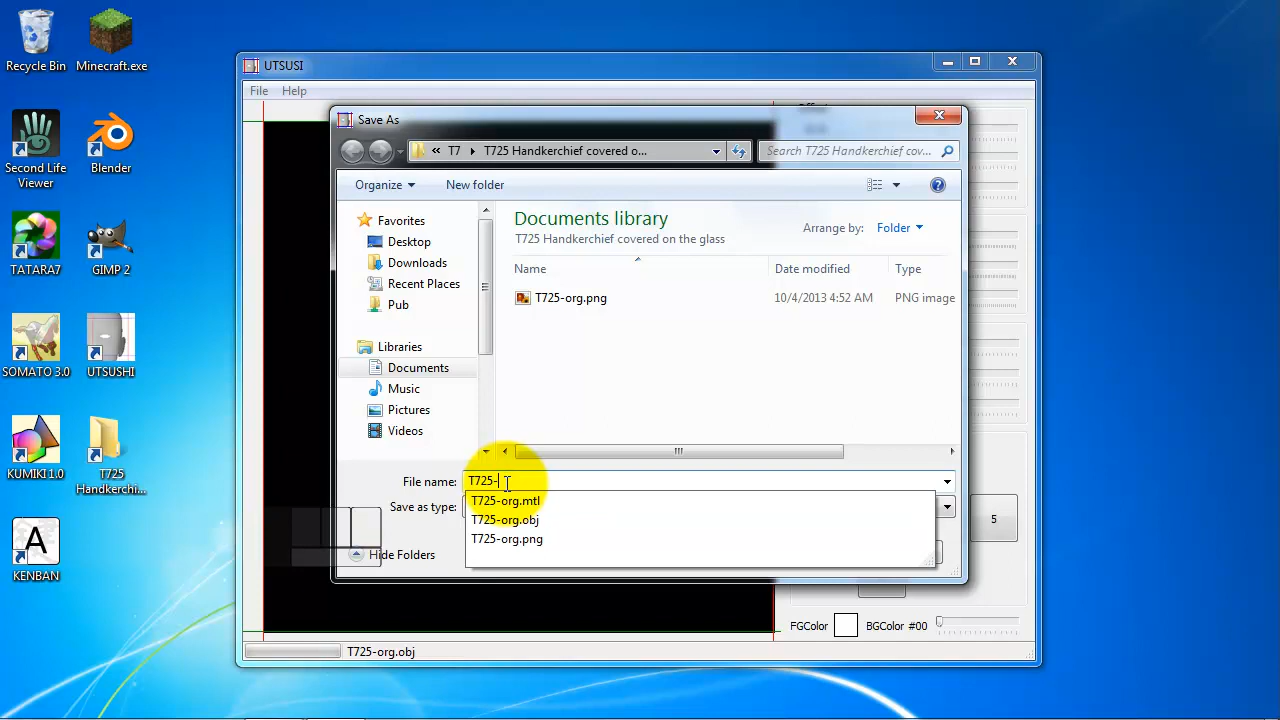 Recycle Bin
Minecraft.exe
Second Life
Viewer
Blender
TATARA7
GIMP 2
SOMATO 3.0
UTSUSHI
KUMIKI 1.0
T725
Handkerchi...
A
KENBAN
UTSUSI
File Help
Save As
« T7 ▸ T725 Handkerchief covered o...
Search T725 Handkerchief cov...
Organize New folder
Favorites
Desktop
Downloads
Recent Places
Pub
Libraries
Documents
Music
Pictures
Videos
Documents library
T725 Handkerchief covered on the glass
Arrange by: Folder
Name Date modified Type
T725-org.png 10/4/2013 4:52 AM PNG image
File name: T725-
Save as type:
T725-org.mtl
T725-org.obj
T725-org.png
Hide Folders
5
FGColor BGColor #00
T725-org.obj